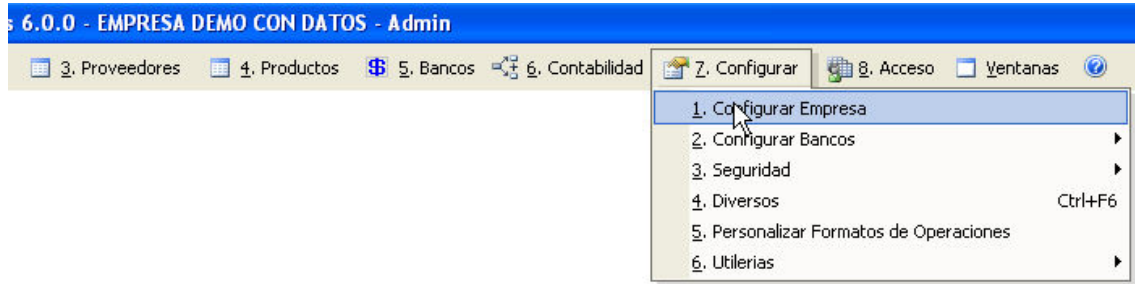 s 6.0.0 - EMPRESA DEMO CON DATOS - Admin
3. Proveedores 4. Productos 5. Bancos 6. Contabilidad 7. Configurar 8. Acceso Ventanas
1. Configurar Empresa
2. Configurar Bancos
3. Seguridad
4. Diversos Ctrl+F6
5. Personalizar Formatos de Operaciones
6. Utilerias